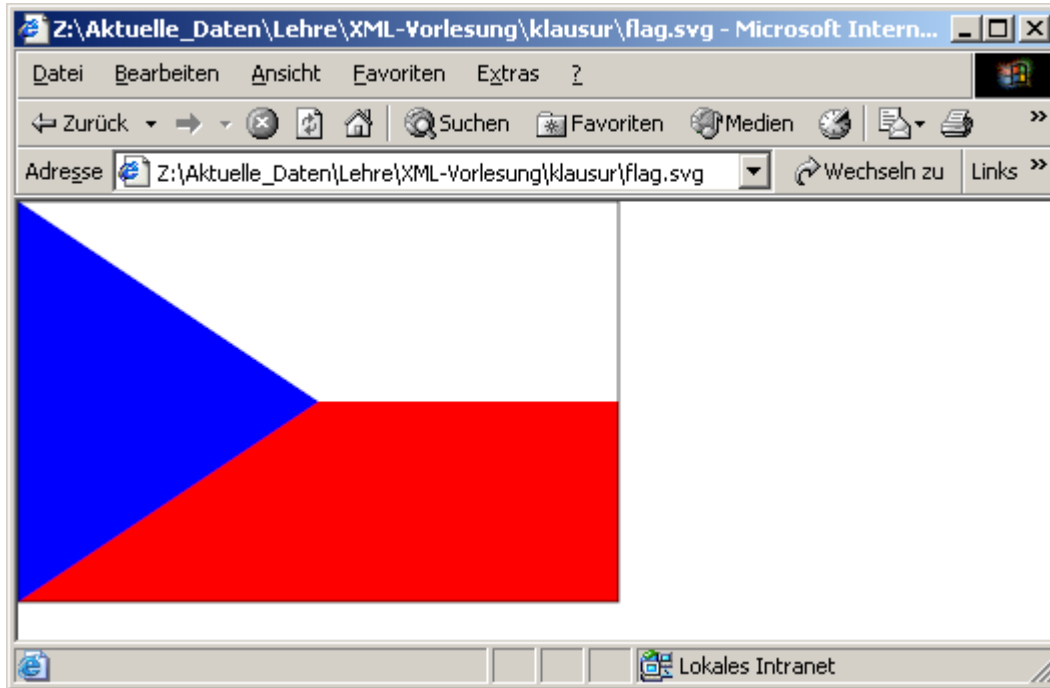 Z:\Aktuelle_Daten\Lehre\XML-Vorlesung\klausur\flag.svg - Microsoft Intern...
Datei Bearbeiten Ansicht Favoriten Extras ?
Zurück Suchen Favoriten Medien »
Adresse Z:\Aktuelle_Daten\Lehre\XML-Vorlesung\klausur\flag.svg Wechseln zu Links »
Lokales Intranet